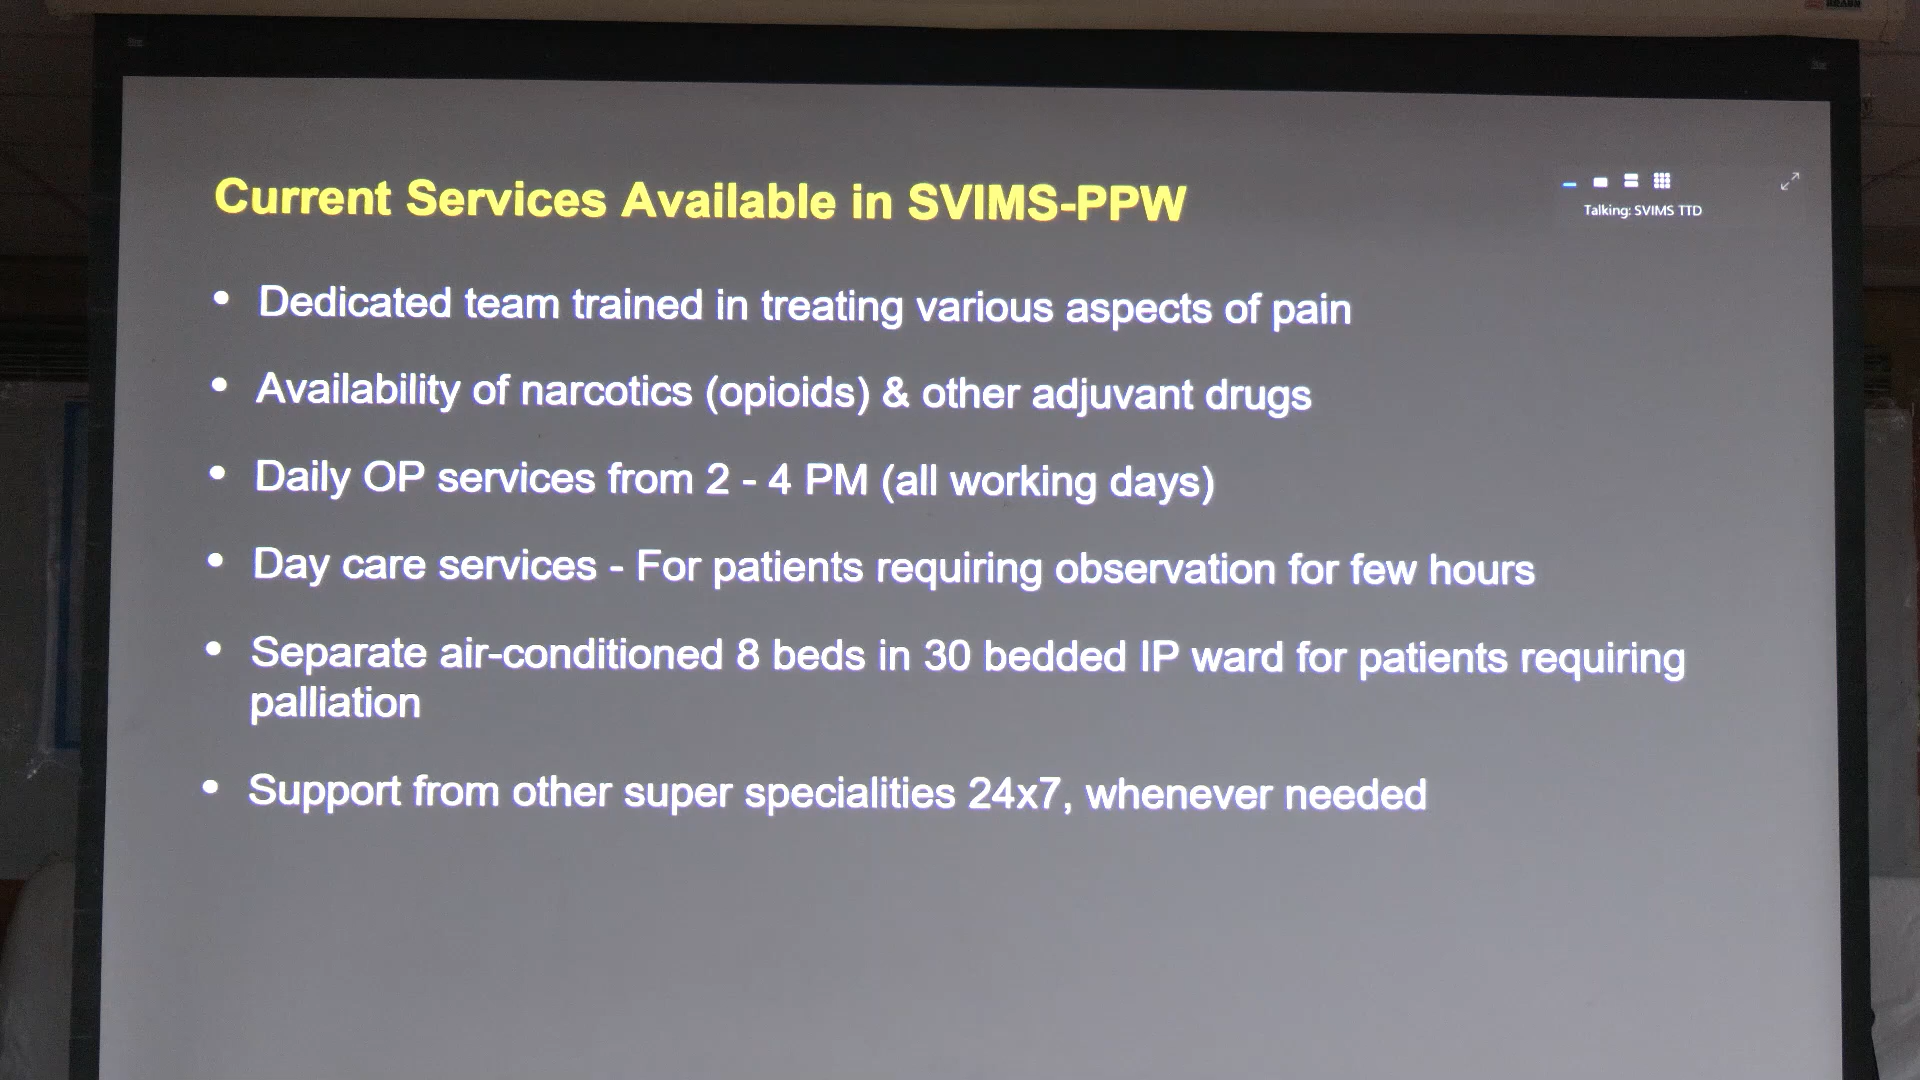 Current Services Available in SVIMS-PPW
Talking: SVIMS TTD
• Dedicated team trained in treating various aspects of pain
• Availability of narcotics (opioids) & other adjuvant drugs
• Daily OP services from 2 - 4 PM (all working days)
• Day care services - For patients requiring observation for few hours
• Separate air-conditioned 8 beds in 30 bedded IP ward for patients requiring
palliation
• Support from other super specialities 24x7, whenever needed